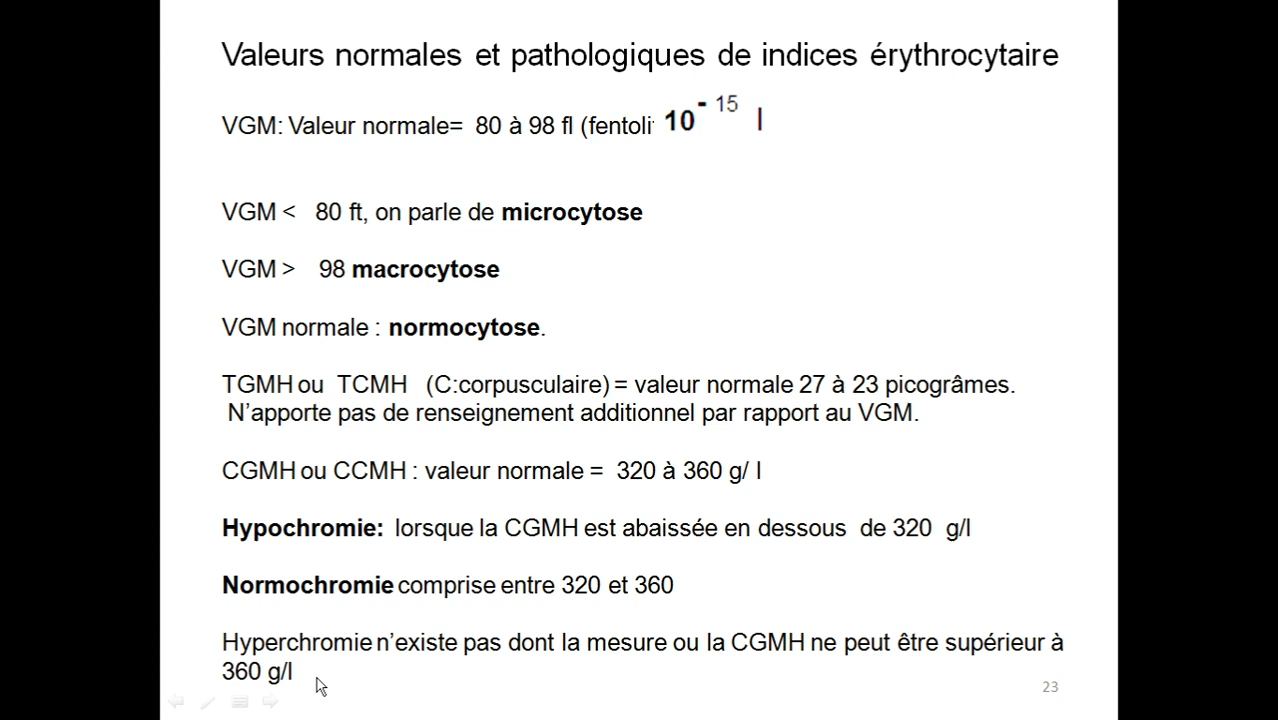 Valeurs normales et pathologiques de indices érythrocytaire
VGM: Valeur normale= 80 à 98 fl (fentoli 10 - 15 l
VGM < 80 ft, on parle de microcytose
VGM > 98 macrocytose
VGM normale : normocytose.
TGMH ou TCMH (C:corpusculaire) = valeur normale 27 à 23 picogrâmes.
N'apporte pas de renseignement additionnel par rapport au VGM.
CGMH ou CCMH : valeur normale = 320 à 360 g/ l
Hypochromie: lorsque la CGMH est abaissée en dessous de 320 g/l
Normochromie comprise entre 320 et 360
Hyperchromie n'existe pas dont la mesure ou la CGMH ne peut être supérieur à
360 g/l
23